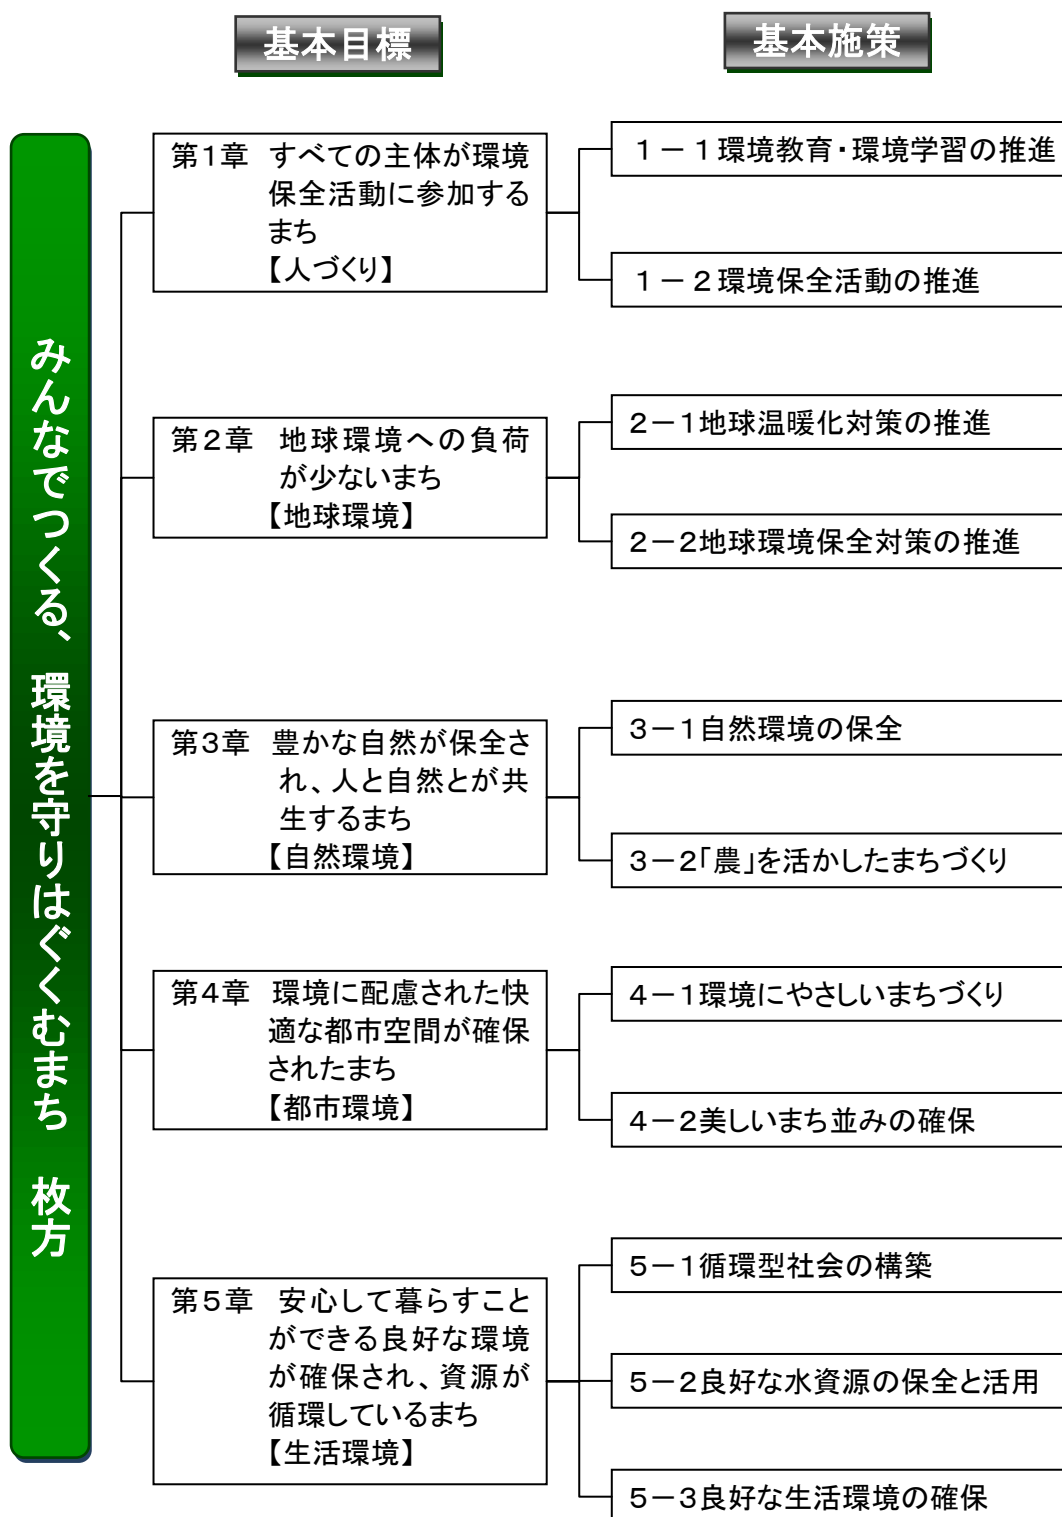 基本目標
基本施策
みんなでつくる、環境を守りはぐくむまち　枚方
第1章　すべての主体が環境
保全活動に参加する
まち
【人づくり】
1－1環境教育・環境学習の推進
1－2環境保全活動の推進
第2章　地球環境への負荷
が少ないまち
【地球環境】
2－1地球温暖化対策の推進
2－2地球環境保全対策の推進
第3章　豊かな自然が保全さ
れ、人と自然とが共
生するまち
【自然環境】
3－1自然環境の保全
3－2「農」を活かしたまちづくり
第4章　環境に配慮された快
適な都市空間が確保
されたまち
【都市環境】
4－1環境にやさしいまちづくり
4－2美しいまち並みの確保
第5章　安心して暮らすこと
ができる良好な環境
が確保され、資源が
循環しているまち
【生活環境】
5－1循環型社会の構築
5－2良好な水資源の保全と活用
5－3良好な生活環境の確保